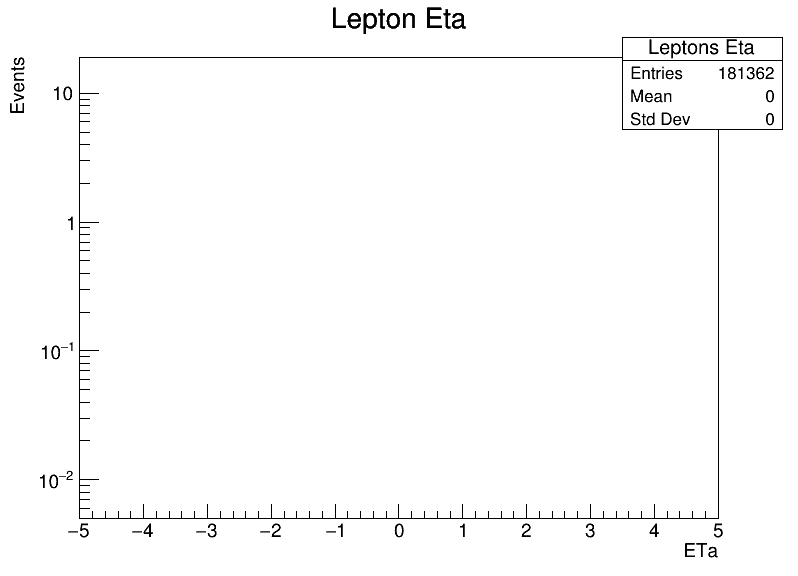 Lepton Eta
Leptons Eta
Entries 181362
Mean 0
Std Dev 0
Events
10
1
10⁻¹
10⁻²
−5 −4 −3 −2 −1 0 1 2 3 4 5
ETa